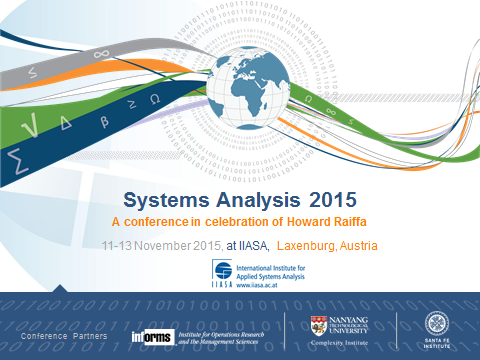 Systems Analysis 2015
A conference in celebration of Howard Raiffa
11-13 November 2015, at IIASA, Laxenburg, Austria
IIASA
International Institute for
Applied Systems Analysis
www.iiasa.ac.at
Conference Partners
informs
Institute for Operations Research
and the Management Sciences
NANYANG
TECHNOLOGICAL
UNIVERSITY
Complexity Institute
SANTA FE
INSTITUTE